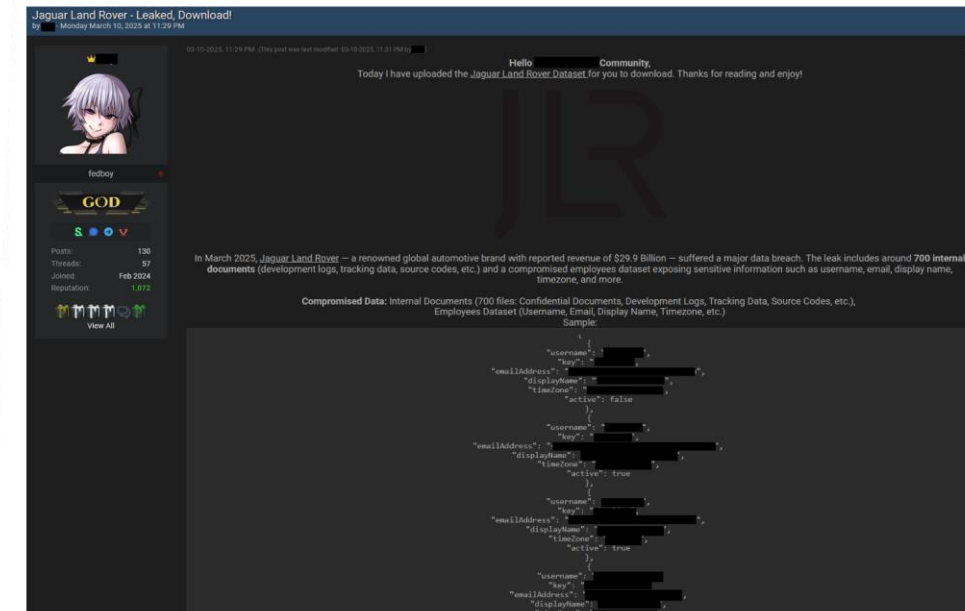 Jaguar Land Rover - Leaked, Download!
by - Monday March 10, 2025 at 11:29 PM
03-10-2025, 11:29 PM (This post was last modified: 03-10-2025, 11:31 PM by )
Hello Community,
Today I have uploaded the Jaguar Land Rover Dataset for you to download. Thanks for reading and enjoy!
JLR
fedboy
GOD
Posts: 130
Threads: 57
Joined: Feb 2024
Reputation: 1,072
View All
In March 2025, Jaguar Land Rover — a renowned global automotive brand with reported revenue of $29.9 Billion — suffered a major data breach. The leak includes around 700 internal
documents (development logs, tracking data, source codes, etc.) and a compromised employees dataset exposing sensitive information such as username, email, display name,
timezone, and more.
Compromised Data: Internal Documents (700 files: Confidential Documents, Development Logs, Tracking Data, Source Codes, etc.),
Employees Dataset (Username, Email, Display Name, Timezone, etc.)
Sample:
{
"username": " ",
"key": " ",
"emailAddress": " ",
"displayName": " ",
"timeZone": " ",
"active": false
},
{
"username": " ",
"key": " ",
"emailAddress": " ",
"displayName": " ",
"timeZone": " ",
"active": true
},
{
"username": " ",
"key": " ",
"emailAddress": " ",
"displayName": " ",
"timeZone": " ",
"active": true
},
{
"username": "
"key": "
"emailAddress": " ",
"displayName":